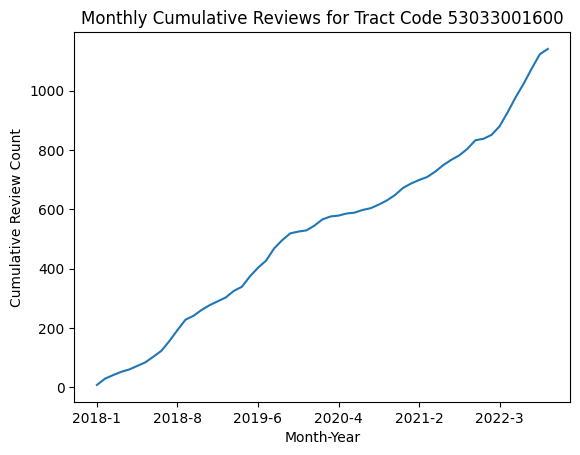 Monthly Cumulative Reviews for Tract Code 53033001600
Cumulative Review Count
1000
800
600
400
200
0
2018-1 2018-8 2019-6 2020-4 2021-2 2022-3
Month-Year